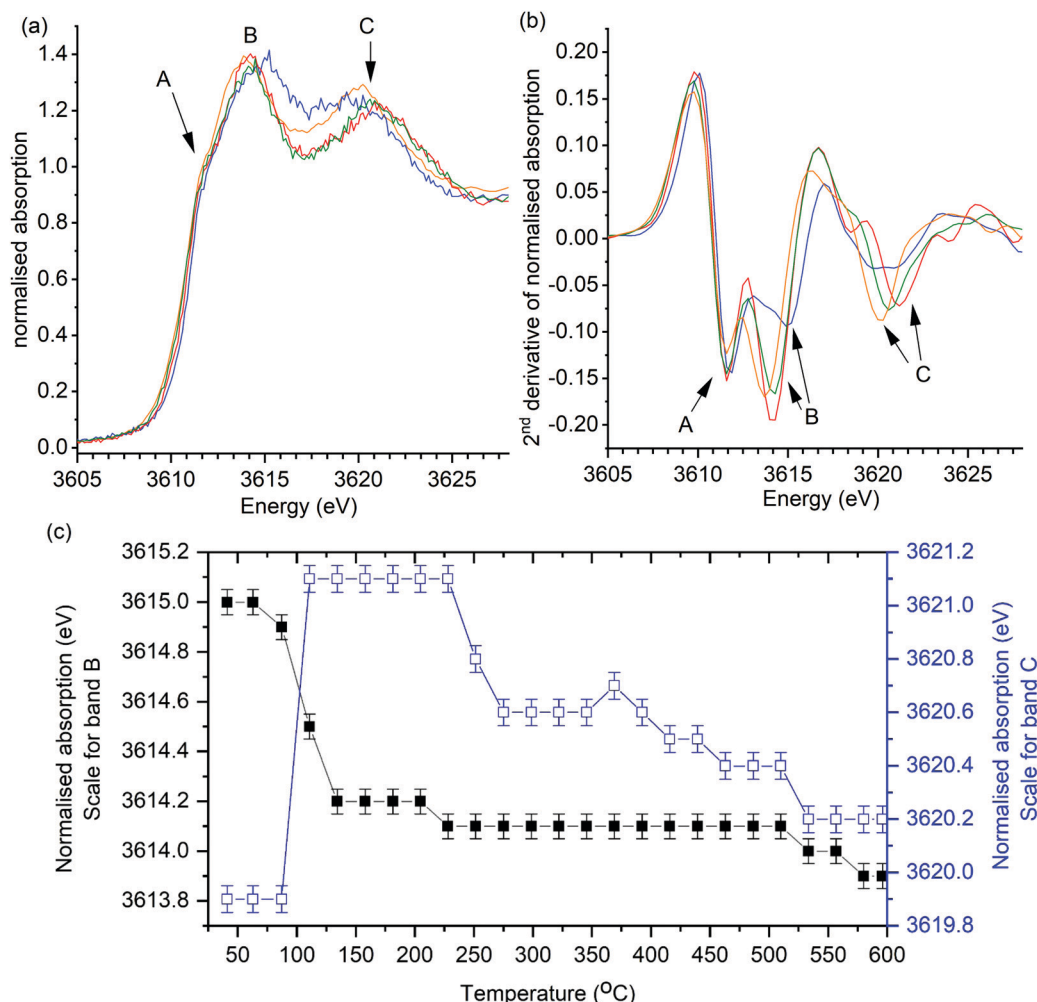 (a)
B
C
A
1.4
1.2
1.0
0.8
0.6
0.4
0.2
0.0
normalised absorption
3605 3610 3615 3620 3625
Energy (eV)
(b)
0.20
0.15
0.10
0.05
0.00
-0.05
-0.10
-0.15
-0.20
2nd derivative of normalised absorption
A
B
C
3605 3610 3615 3620 3625
Energy (eV)
(c)
3615.2
3615.0
3614.8
3614.5
3614.4
3614.2
3614.0
3613.8
Normalised absorption (eV)
Scale for band B
3621.2
3621.0
3620.8
3620.6
3620.4
3620.2
3620.0
3619.8
Normalised absorption (eV)
Scale for band C
50 100 150 200 250 300 350 400 450 500 550 600
Temperature (OC)